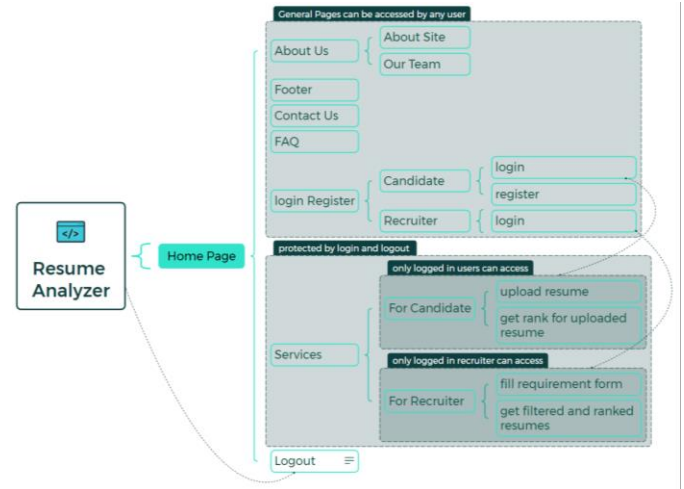 General Pages can be accessed by any user
About Us
About Site
Our Team
Footer
Contact Us
FAQ
login Register
Candidate
login
register
Recruiter
login
</>
Resume
Analyzer
Home Page
protected by login and logout
Services
only logged in users can access
For Candidate
upload resume
get rank for uploaded
resume
only logged in recruiter can access
For Recruiter
fill requirement form
get filtered and ranked
resumes
Logout